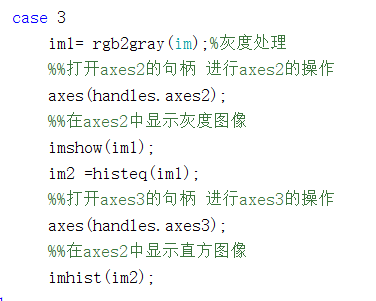 case 3
im1= rgb2gray(im);%灰度处理
%%打开axes2的句柄 进行axes2的操作
axes(handles.axes2);
%%在axes2中显示灰度图像
imshow(im1);
im2 =histeq(im1);
%%打开axes3的句柄 进行axes3的操作
axes(handles.axes3);
%%在axes2中显示直方图像
imhist(im2);